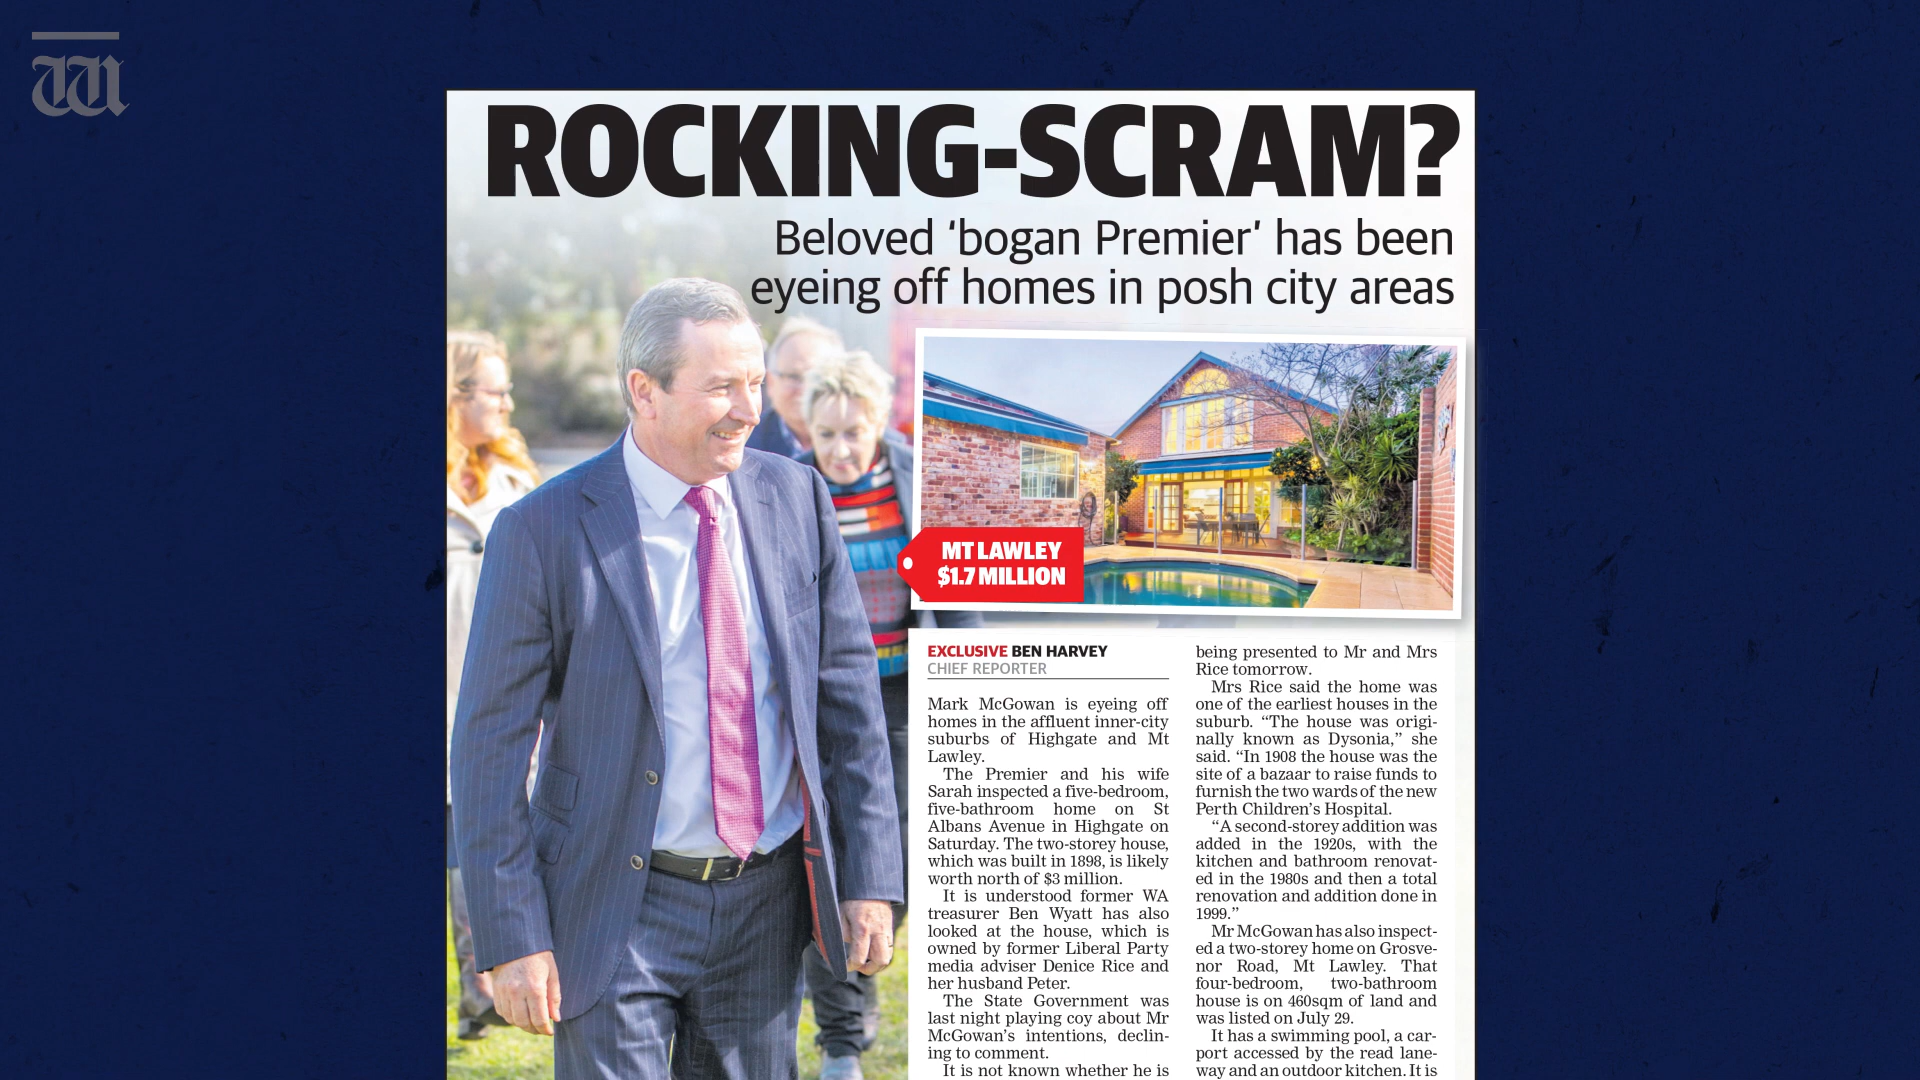 W
ROCKING-SCRAM?
Beloved ‘bogan Premier’ has been
eyeing off homes in posh city areas
MT LAWLEY
$1.7 MILLION
EXCLUSIVE BEN HARVEY
CHIEF REPORTER
Mark McGowan is eyeing off
homes in the affluent inner-city
suburbs of Highgate and Mt
Lawley.
The Premier and his wife
Sarah inspected a five-bedroom,
five-bathroom home on St
Albans Avenue in Highgate on
Saturday. The two-storey house,
which was built in 1898, is likely
worth north of $3 million.
It is understood former WA
treasurer Ben Wyatt has also
looked at the house, which is
owned by former Liberal Party
media adviser Denice Rice and
her husband Peter.
The State Government was
last night playing coy about Mr
McGowan’s intentions, declin-
ing to comment.
It is not known whether he is
being presented to Mr and Mrs
Rice tomorrow.
Mrs Rice said the home was
one of the earliest houses in the
suburb. “The house was origi-
nally known as Dysonia,” she
said. “In 1908 the house was the
site of a bazaar to raise funds to
furnish the two wards of the new
Perth Children’s Hospital.
“A second-storey addition was
added in the 1920s, with the
kitchen and bathroom renovat-
ed in the 1980s and then a total
renovation and addition done in
1999.”
Mr McGowan has also inspect-
ed a two-storey home on Grosve-
nor Road, Mt Lawley. That
four-bedroom, two-bathroom
house is on 460sqm of land and
was listed on July 29.
It has a swimming pool, a car-
port accessed by the read lane-
way and an outdoor kitchen. It is